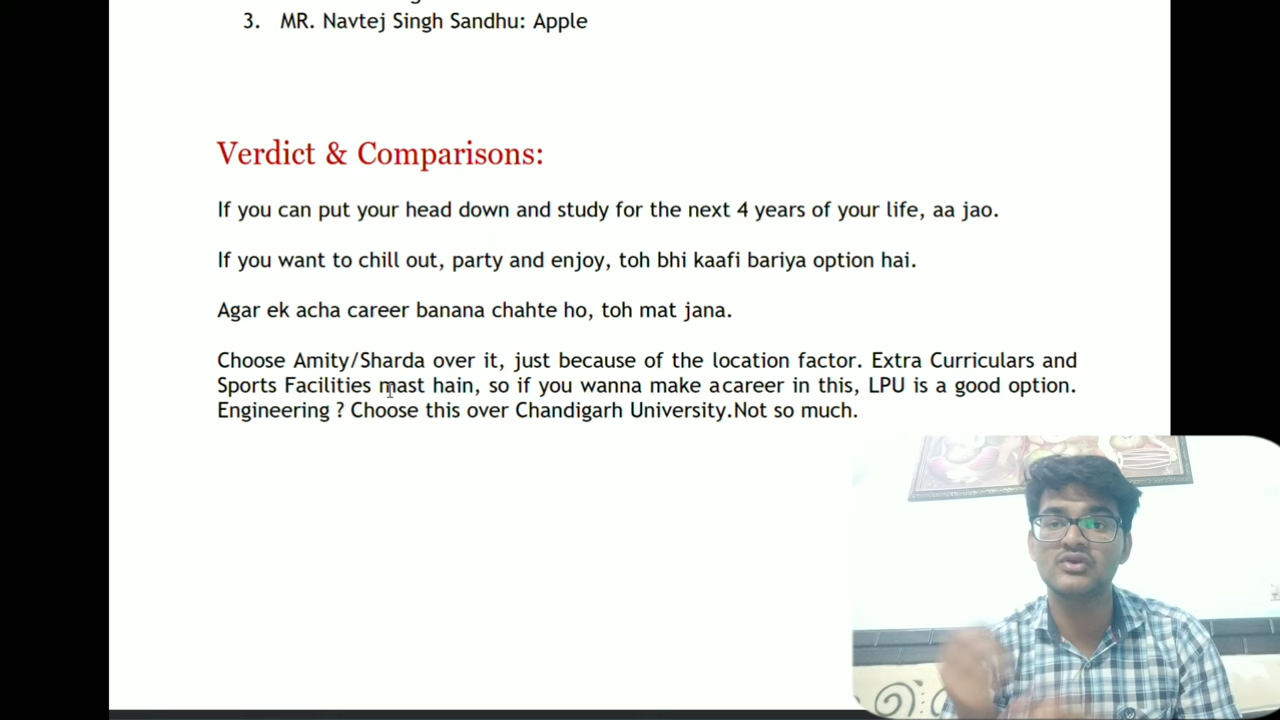 3. MR. Navtej Singh Sandhu: Apple
Verdict & Comparisons:
If you can put your head down and study for the next 4 years of your life, aa jao.
If you want to chill out, party and enjoy, toh bhi kaafi bariya option hai.
Agar ek acha career banana chahte ho, toh mat jana.
Choose Amity/Sharda over it, just because of the location factor. Extra Curriculars and
Sports Facilities mast hain, so if you wanna make a career in this, LPU is a good option.
Engineering ? Choose this over Chandigarh University.Not so much.